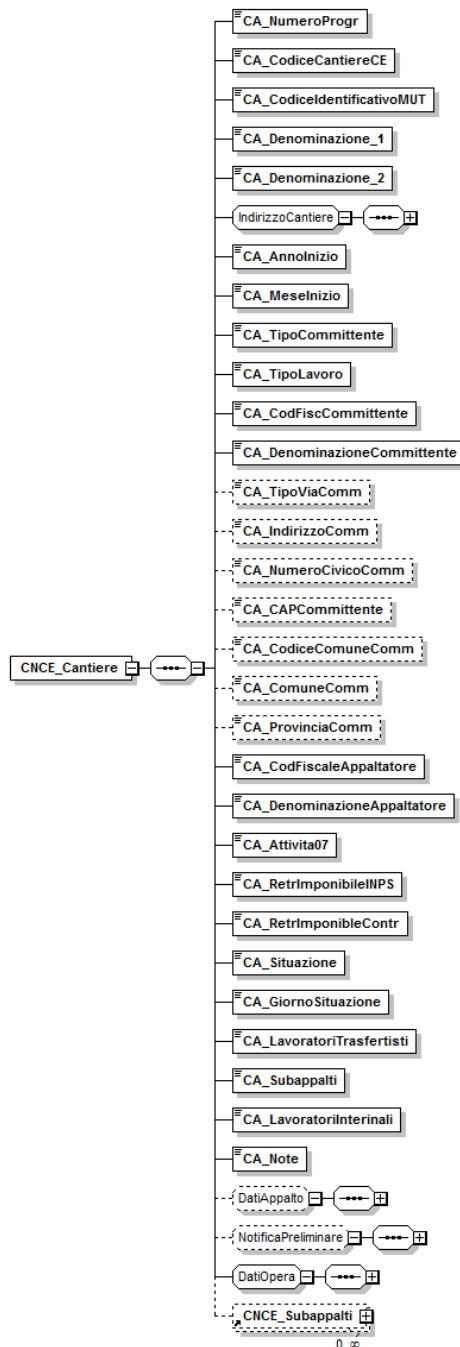 CA_NumeroProgr
CA_CodiceCantiereCE
CA_CodiceIdentificativoMUT
CA_Denominazione_1
CA_Denominazione_2
IndirizzoCantiere
CA_AnnoInizio
CA_MeseInizio
CA_TipoCommittente
CA_TipoLavoro
CA_CodFiscCommittente
CA_DenominazioneCommittente
CA_TipoViaComm
CA_IndirizzoComm
CA_NumeroCivicoComm
CA_CAPCommittente
CA_CodiceComuneComm
CNCE_Cantiere
CA_ComuneComm
CA_ProvinciaComm
CA_CodFiscaleAppaltatore
CA_DenominazioneAppaltatore
CA_Attivita07
CA_RetrImponibileINPS
CA_RetrImponibleContr
CA_Situazione
CA_GiornoSituazione
CA_LavoratoriTrasfertisti
CA_Subappalti
CA_LavoratoriInterinali
CA_Note
DatiAppalto
NotificaPreliminare
DatiOpera
CNCE_Subappalti
0..∞